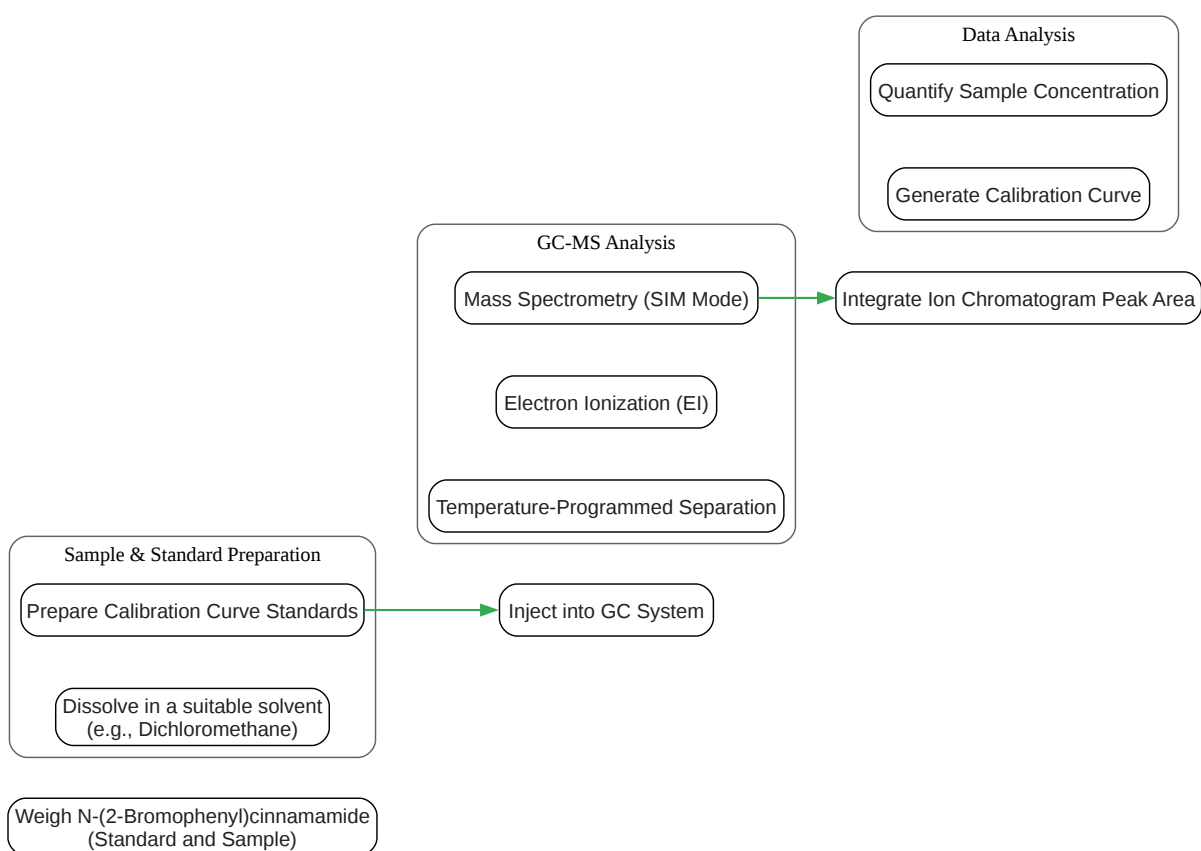 Data Analysis
Quantify Sample Concentration
Generate Calibration Curve
GC-MS Analysis
Mass Spectrometry (SIM Mode)
Integrate Ion Chromatogram Peak Area
Electron Ionization (EI)
Temperature-Programmed Separation
Sample & Standard Preparation
Prepare Calibration Curve Standards
Inject into GC System
Dissolve in a suitable solvent
(e.g., Dichloromethane)
Weigh N-(2-Bromophenyl)cinnamamide
(Standard and Sample)